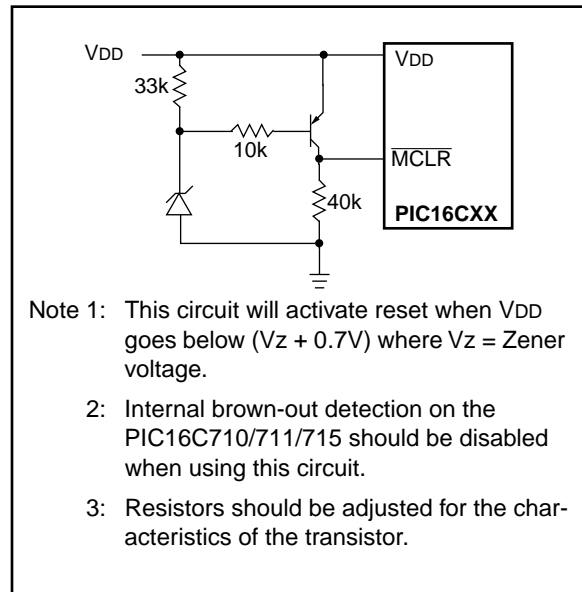 VDD
VDD
33k
10k
MCLR
40k
PIC16CXX
Note 1: This circuit will activate reset when VDD
goes below (Vz + 0.7V) where Vz = Zener
voltage.
2: Internal brown-out detection on the
PIC16C710/711/715 should be disabled
when using this circuit.
3: Resistors should be adjusted for the char-
acteristics of the transistor.